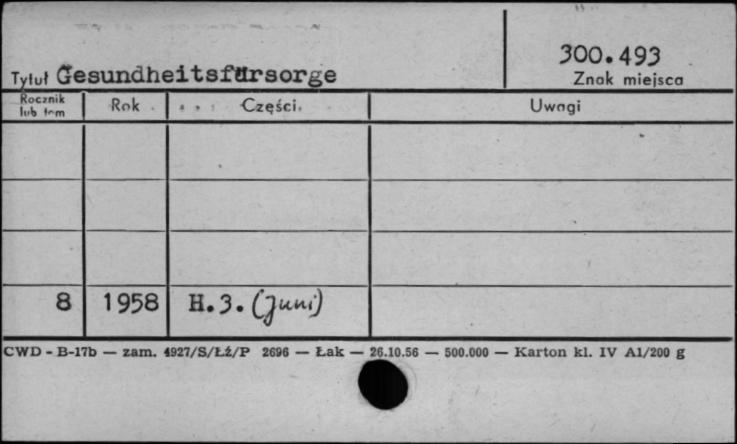 300.493
Tytuł Gesundheitsfürsorge
Znak miejsca
Rocznik lub tom
Rok
Części
Uwagi
8 1958 H.3. (Juni)
CWD - B-17b — zam. 4927/S/Łź/P 2696 — Łak — 26.10.56 — 500.000 — Karton kl. IV A1/200 g